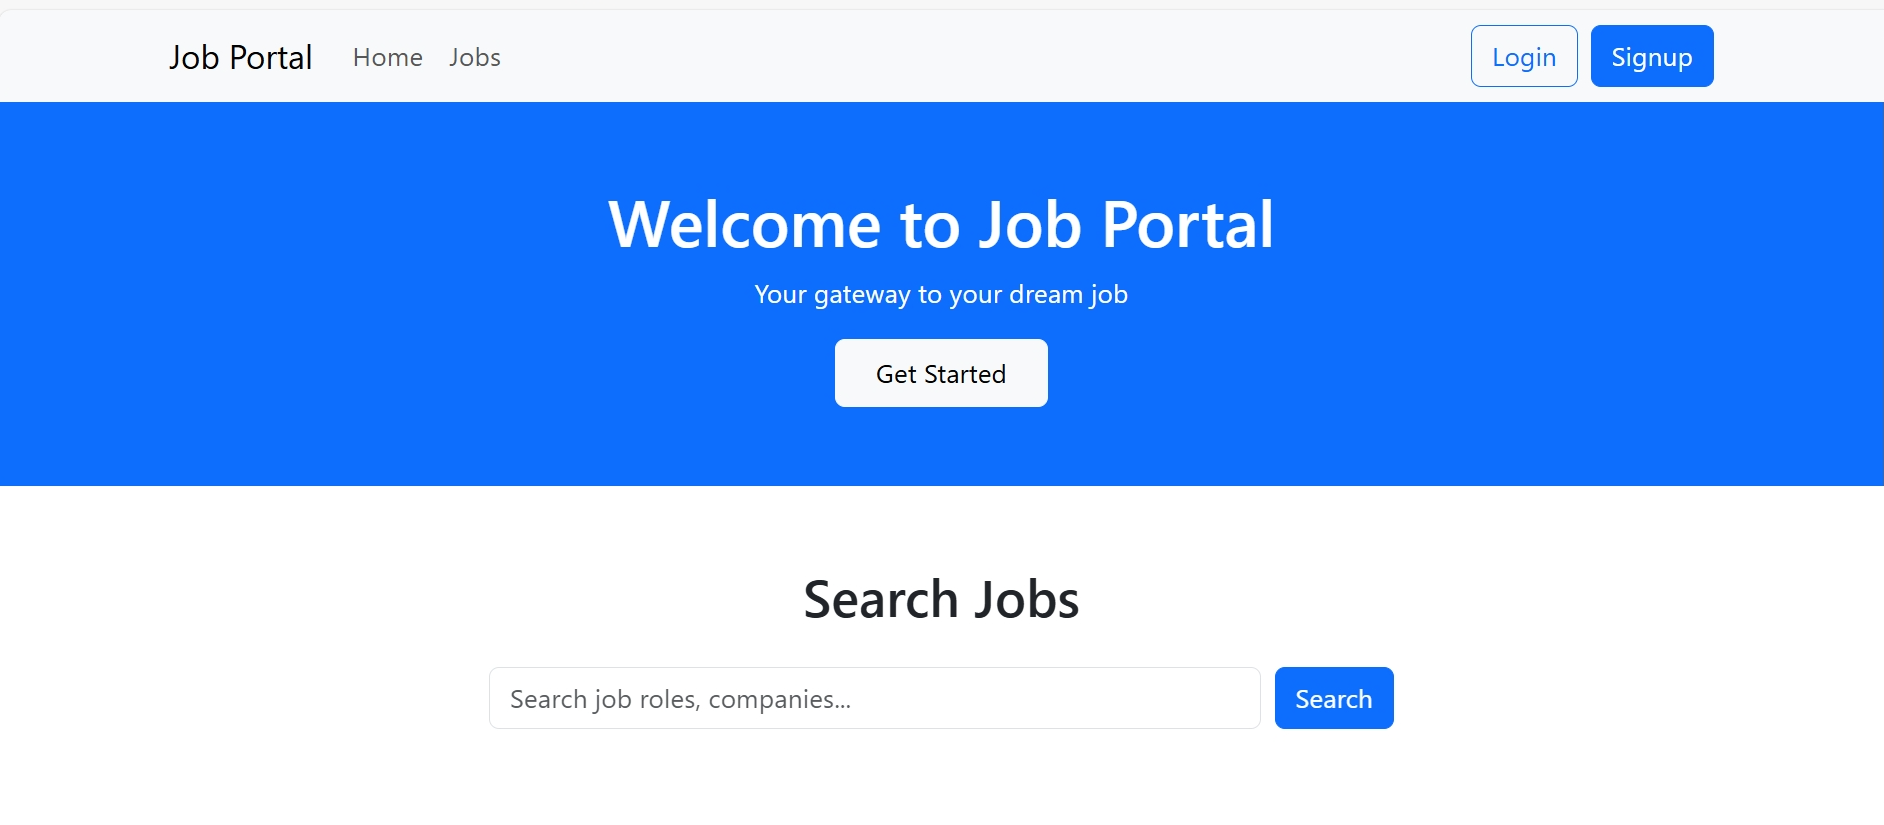 Job Portal Home Jobs Login Signup
Welcome to Job Portal
Your gateway to your dream job
Get Started
Search Jobs
Search job roles, companies... Search